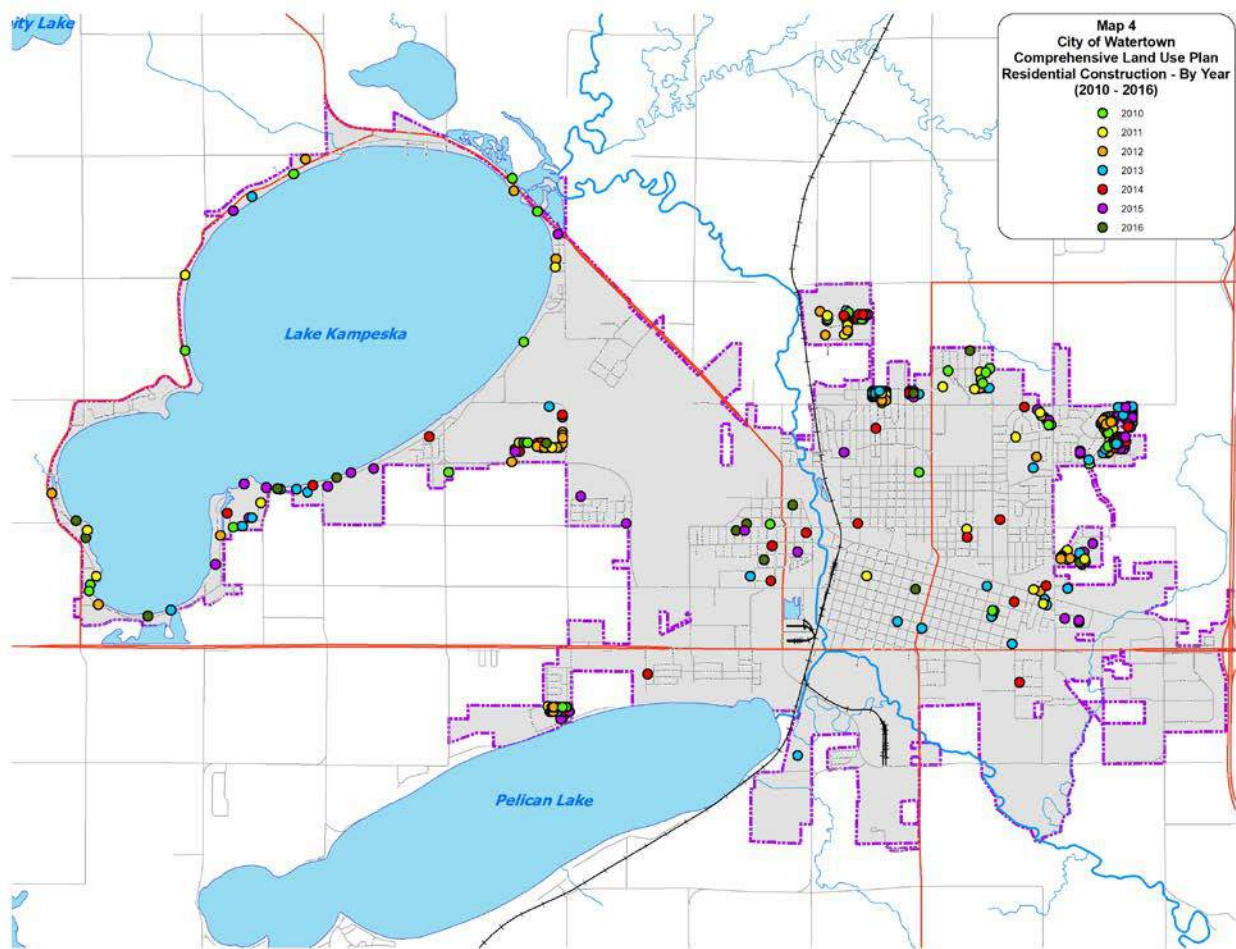 ity Lake
Map 4
City of Watertown
Comprehensive Land Use Plan
Residential Construction - By Year
(2010 - 2016)
2010
2011
2012
2013
2014
2015
2016
Lake Kampeska
Pelican Lake